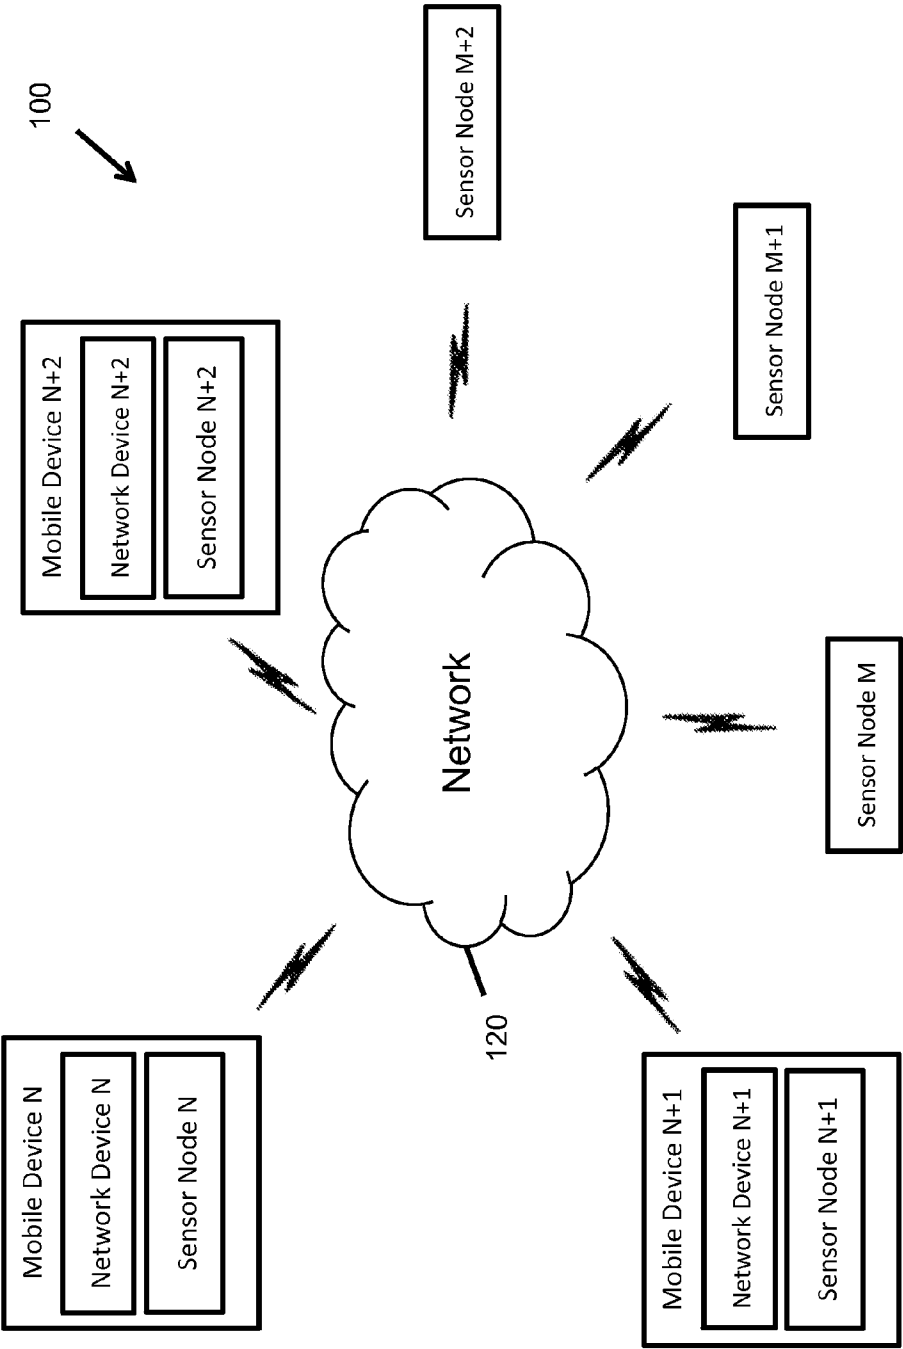 100
Mobile Device N
Network Device N
Sensor Node N
Mobile Device N+2
Network Device N+2
Sensor Node N+2
120
Network
Sensor Node M+2
Mobile Device N+1
Network Device N+1
Sensor Node N+1
Sensor Node M
Sensor Node M+1